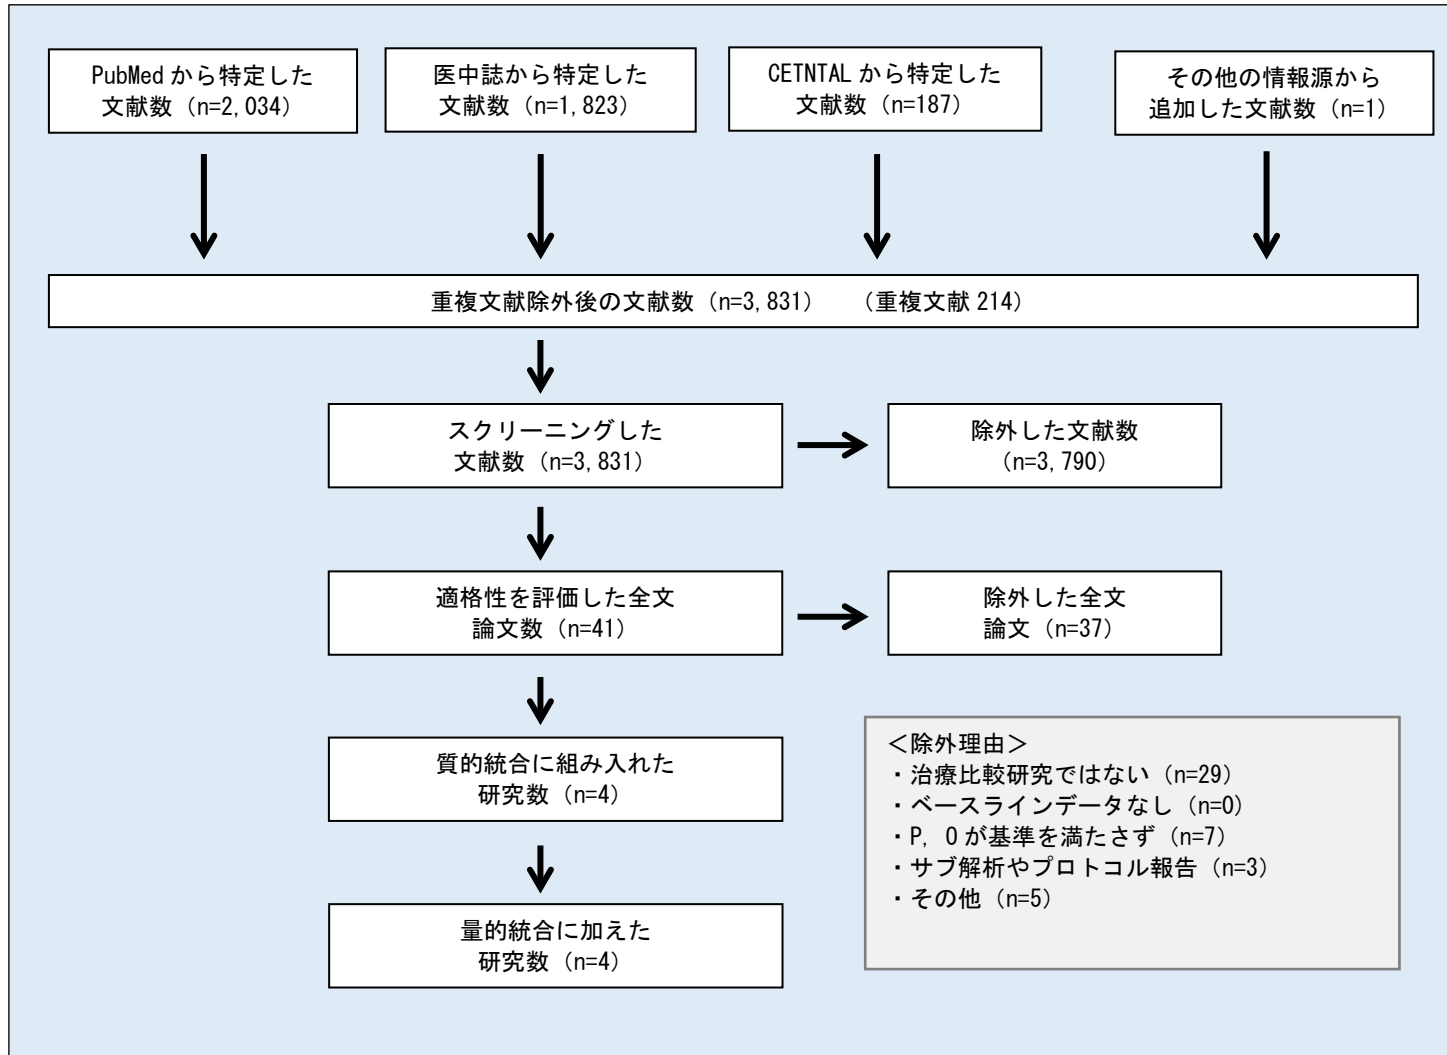 PubMed から特定した
文献数（n=2,034）
医中誌から特定した
文献数（n=1,823）
CETNTAL から特定した
文献数（n=187）
その他の情報源から
追加した文献数（n=1）
重複文献除外後の文献数（n=3,831）　（重複文献 214）
スクリーニングした
文献数（n=3,831）
除外した文献数
（n=3,790）
適格性を評価した全文
論文数（n=41）
除外した全文
論文（n=37）
質的統合に組み入れた
研究数（n=4）
＜除外理由＞
・治療比較研究ではない（n=29）
・ベースラインデータなし（n=0）
・P, O が基準を満たさず（n=7）
・サブ解析やプロトコル報告（n=3）
・その他（n=5）
量的統合に加えた
研究数（n=4）